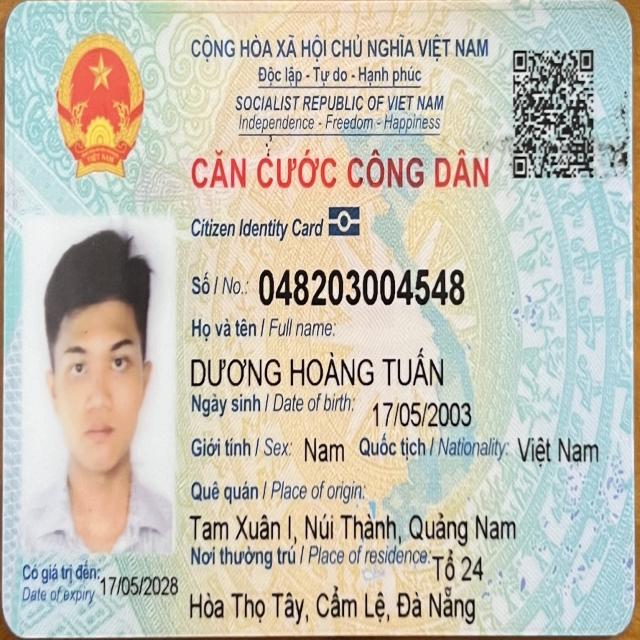 CỘNG HÒA XÃ HỘI CHỦ NGHĨA VIỆT NAM
Độc lập - Tự do - Hạnh phúc
SOCIALIST REPUBLIC OF VIET NAM
Independence - Freedom - Happiness
CĂN CƯỚC CÔNG DÂN
Citizen Identity Card
Số / No.: 048203004548
Họ và tên / Full name:
DƯƠNG HOÀNG TUẤN
Ngày sinh / Date of birth: 17/05/2003
Giới tính / Sex: Nam Quốc tịch / Nationality: Việt Nam
Quê quán / Place of origin:
Tam Xuân I, Núi Thành, Quảng Nam
Nơi thường trú / Place of residence: Tổ 24
Hòa Thọ Tây, Cẩm Lệ, Đà Nẵng
Có giá trị đến: 17/05/2028
Date of expiry
VIỆT NAM